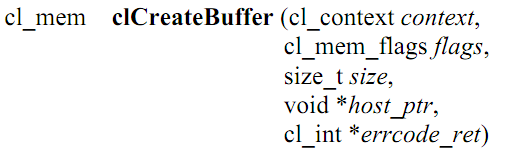 cl_mem clCreateBuffer (cl_context context,
cl_mem_flags flags,
size_t size,
void *host_ptr,
cl_int *errcode_ret)